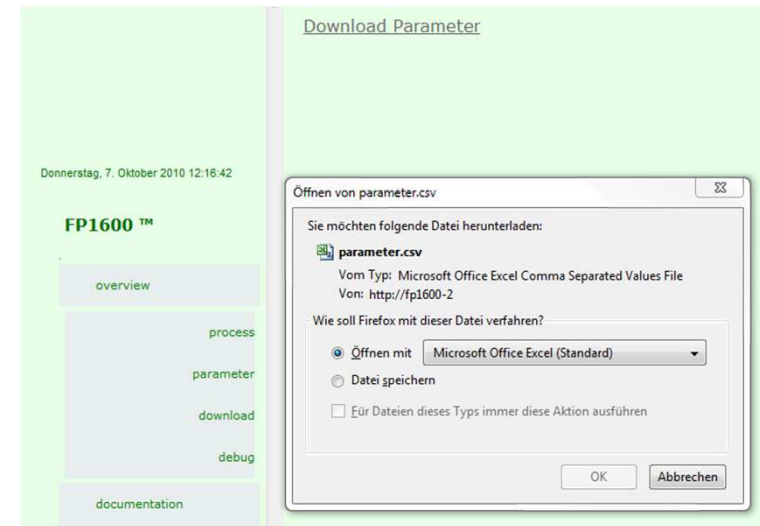 Download Parameter
Donnerstag, 7. Oktober 2010 12:16:42
FP1600 ™
.
overview
process
parameter
download
debug
documentation
Öffnen von parameter.csv
Sie möchten folgende Datei herunterladen:
parameter.csv
Vom Typ: Microsoft Office Excel Comma Separated Values File
Von: http://fp1600-2
Wie soll Firefox mit dieser Datei verfahren?
Öffnen mit Microsoft Office Excel (Standard)
Datei speichern
Für Dateien dieses Typs immer diese Aktion ausführen
OK Abbrechen